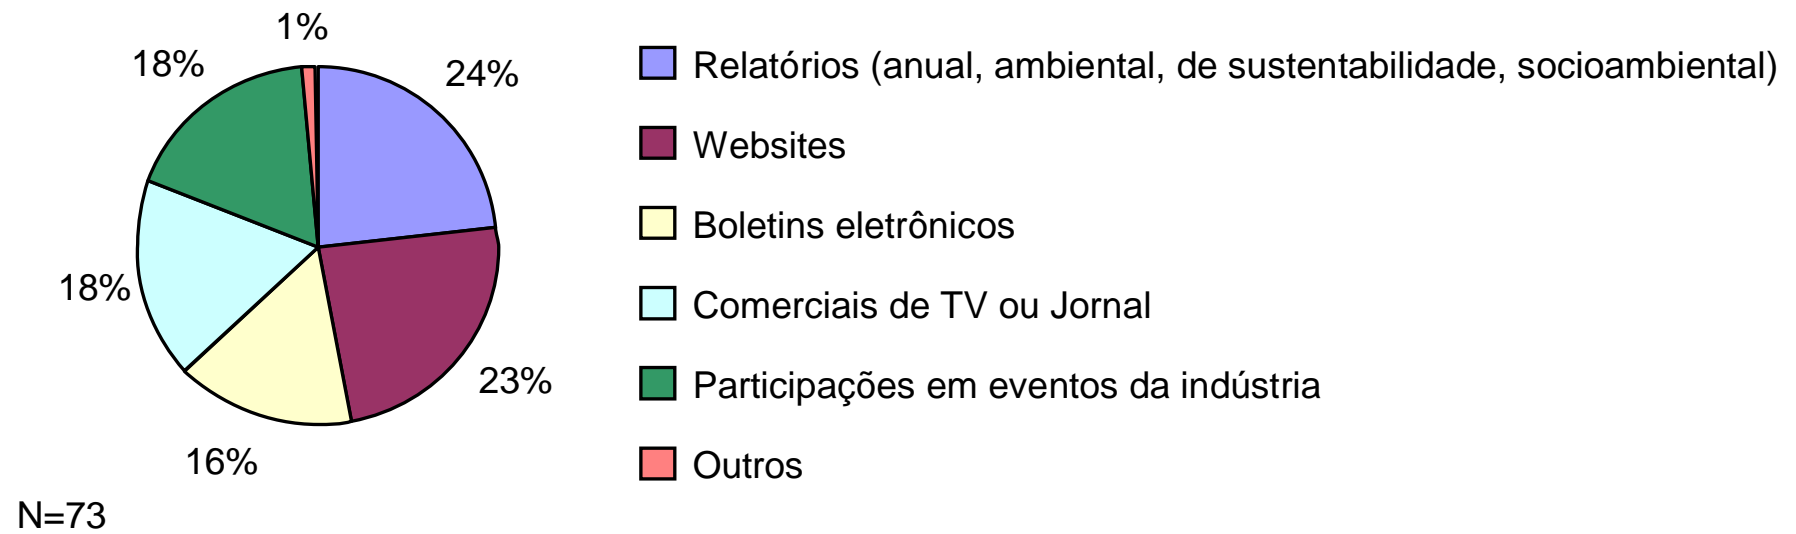 1%
18%
24%
18%
23%
16%
N=73
Relatórios (anual, ambiental, de sustentabilidade, socioambiental)
Websites
Boletins eletrônicos
Comerciais de TV ou Jornal
Participações em eventos da indústria
Outros